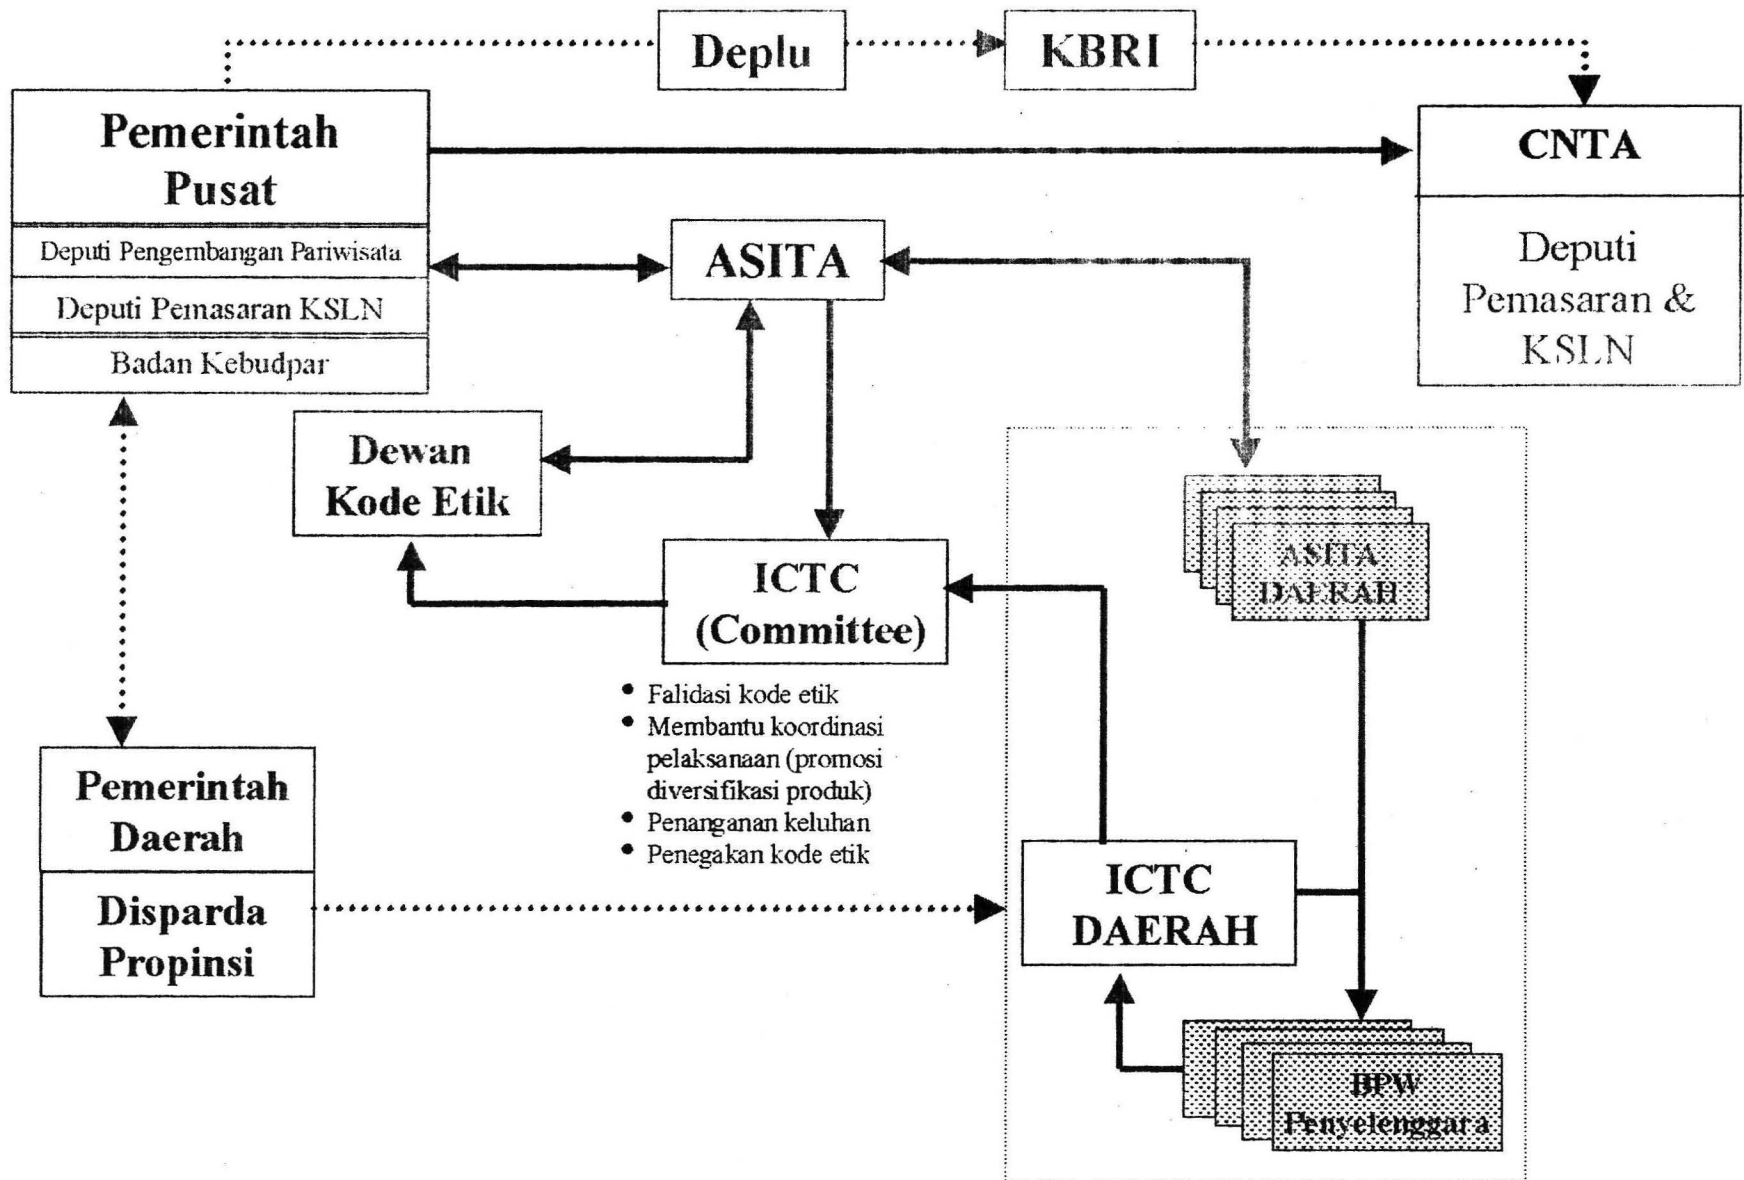 Deplu
KBRI
Pemerintah
Pusat
Deputi Pengembangan Pariwisata
Deputi Pemasaran KSLN
Badan Kebudpar
CNTA
Deputi
Pemasaran &
KSLN
ASITA
Dewan
Kode Etik
ICTC
(Committee)
• Falidasi kode etik
• Membantu koordinasi
pelaksanaan (promosi
diversifikasi produk)
• Penanganan keluhan
• Penegakan kode etik
ASITA
DAERAH
Pemerintah
Daerah
Disparda
Propinsi
ICTC
DAERAH
BPW
Penyelenggara